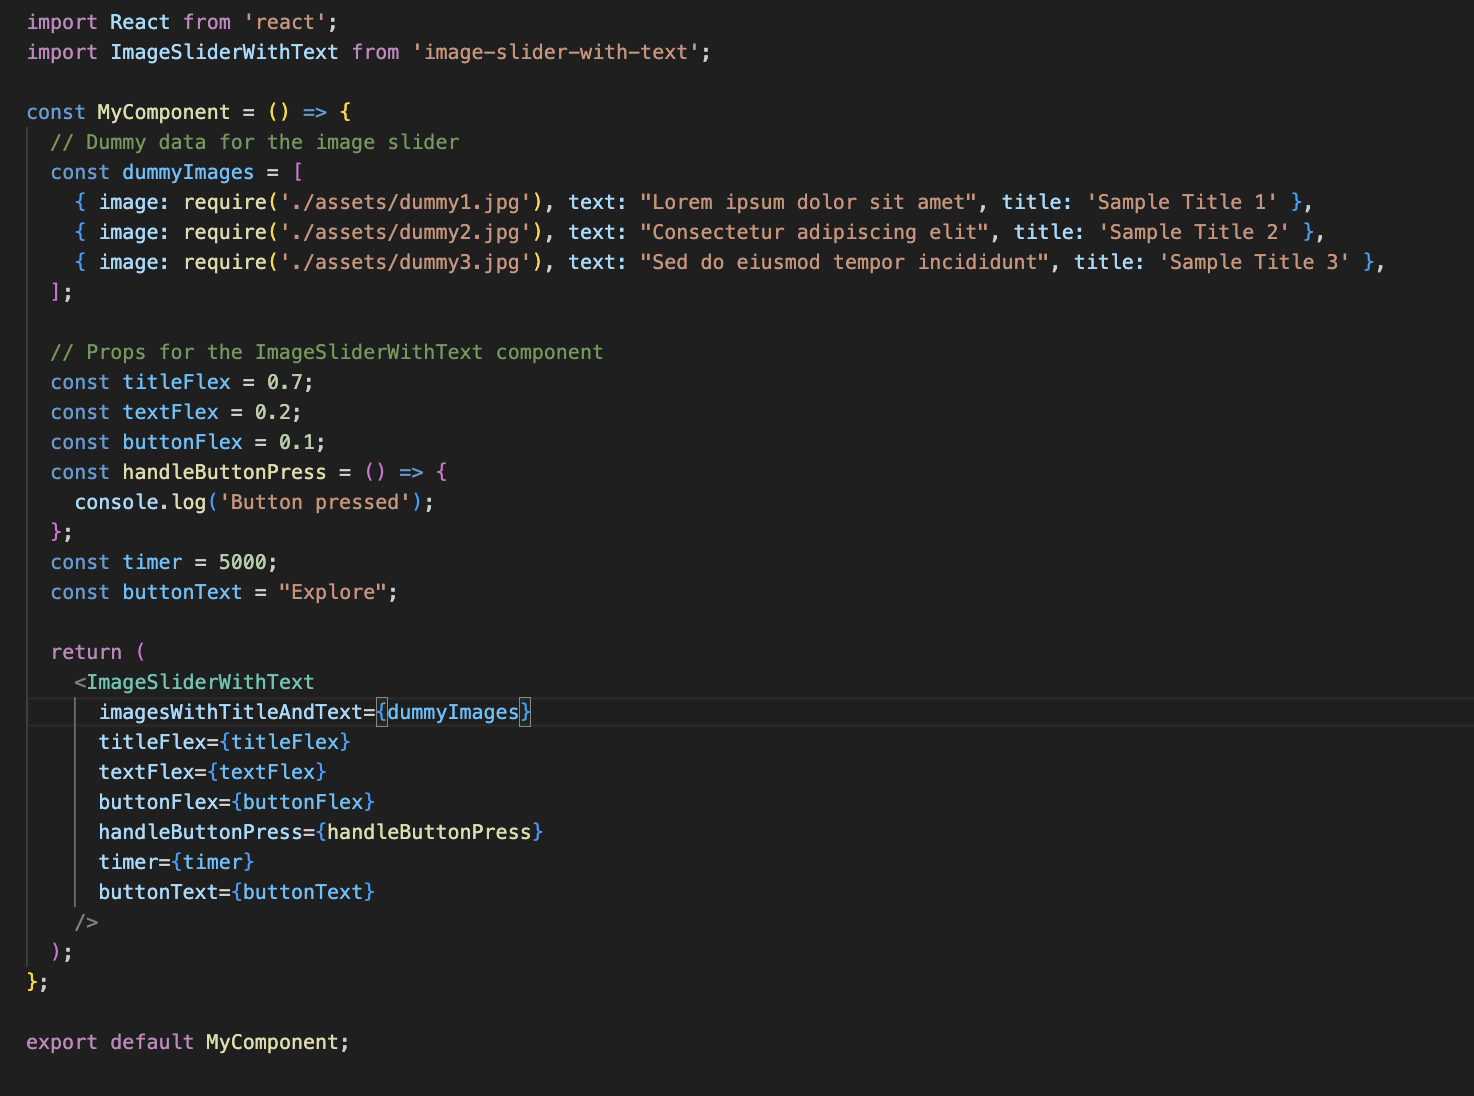 import React from 'react';
import ImageSliderWithText from 'image-slider-with-text';
const MyComponent = () => {
// Dummy data for the image slider
const dummyImages = [
{ image: require('./assets/dummy1.jpg'), text: "Lorem ipsum dolor sit amet", title: 'Sample Title 1' },
{ image: require('./assets/dummy2.jpg'), text: "Consectetur adipiscing elit", title: 'Sample Title 2' },
{ image: require('./assets/dummy3.jpg'), text: "Sed do eiusmod tempor incididunt", title: 'Sample Title 3' },
];
// Props for the ImageSliderWithText component
const titleFlex = 0.7;
const textFlex = 0.2;
const buttonFlex = 0.1;
const handleButtonPress = () => {
console.log('Button pressed');
};
const timer = 5000;
const buttonText = "Explore";
return (
<ImageSliderWithText
imagesWithTitleAndText={dummyImages}
titleFlex={titleFlex}
textFlex={textFlex}
buttonFlex={buttonFlex}
handleButtonPress={handleButtonPress}
timer={timer}
buttonText={buttonText}
/>
);
};
export default MyComponent;